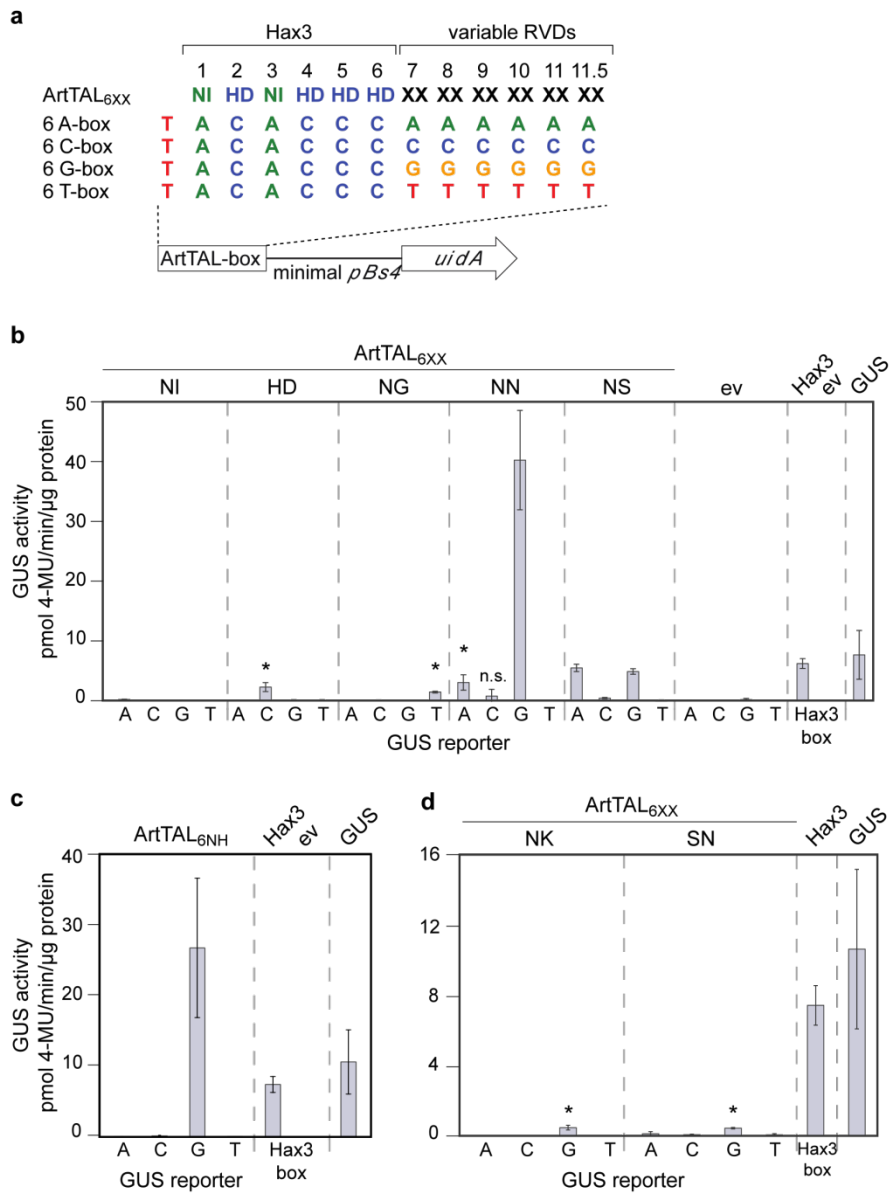 a
Hax3 variable RVDs
1 2 3 4 5 6 7 8 9 10 11 11.5
ArtTAL6XX NI HD NI HD HD HD XX XX XX XX XX XX
6 A-box T A C A C C C A A A A A A
6 C-box T A C A C C C C C C C C C
6 G-box T A C A C C C G G G G G G
6 T-box T A C A C C C T T T T T T
ArtTAL-box minimal pBs4 uidA
b
ArtTAL6XX
NI HD NG NN NS ev Hax3 ev GUS
GUS activity
pmol 4-MU/min/µg protein
50
40
30
20
10
0
* * * n.s.
A C G T A C G T A C G T A C G T A C G T A C G T Hax3 box
GUS reporter
c
ArtTAL6NH Hax3 ev GUS
GUS activity
pmol 4-MU/min/µg protein
40
30
20
10
0
A C G T Hax3 box
GUS reporter
d
ArtTAL6XX
NK SN Hax3 GUS
16
12
8
4
0
* *
A C G T A C G T Hax3 box
GUS reporter